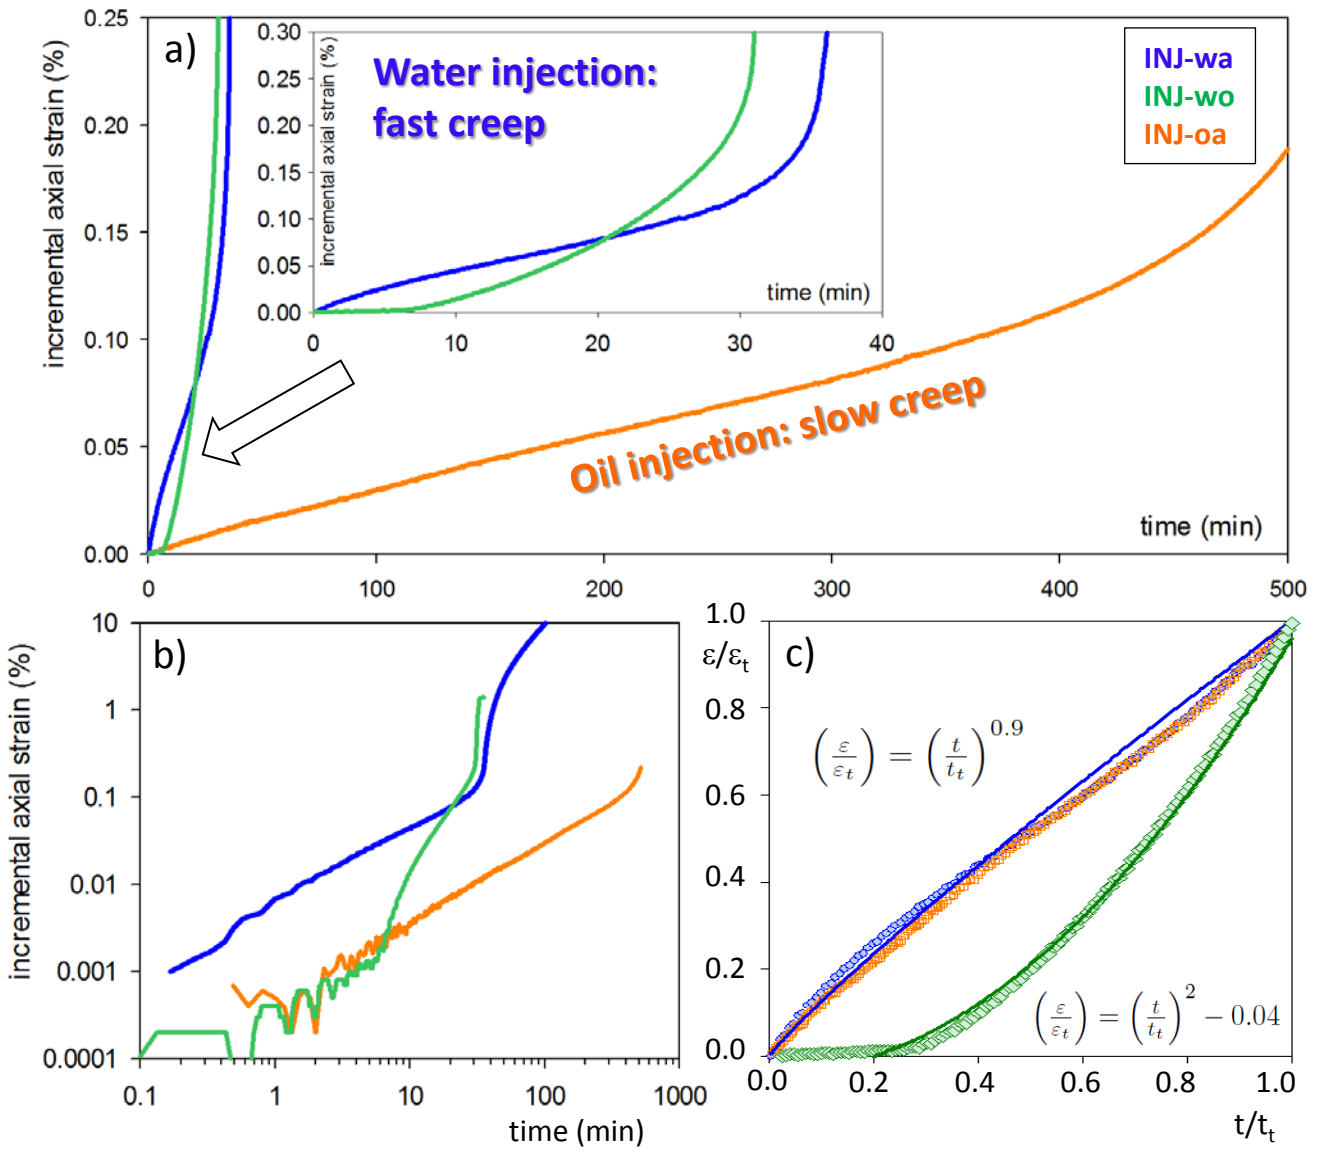 a)
incremental axial strain (%)
0.25
0.20
0.15
0.10
0.05
0.00
0
100
200
300
400
500
time (min)
Water injection:
fast creep
incremental axial strain (%)
0.30
0.25
0.20
0.15
0.10
0.05
0.00
0
10
20
30
40
time (min)
INJ-wa
INJ-wo
INJ-oa
Oil injection: slow creep
b)
incremental axial strain (%)
10
1
0.1
0.01
0.001
0.0001
0.1
1
10
100
1000
time (min)
c)
ε/εₜ
1.0
0.8
0.6
0.4
0.2
0.0
(ε/εₜ) = (t/tₜ)^0.9
(ε/εₜ) = (t/tₜ)^2 − 0.04
0.0
0.2
0.4
0.6
0.8
1.0
t/tₜ